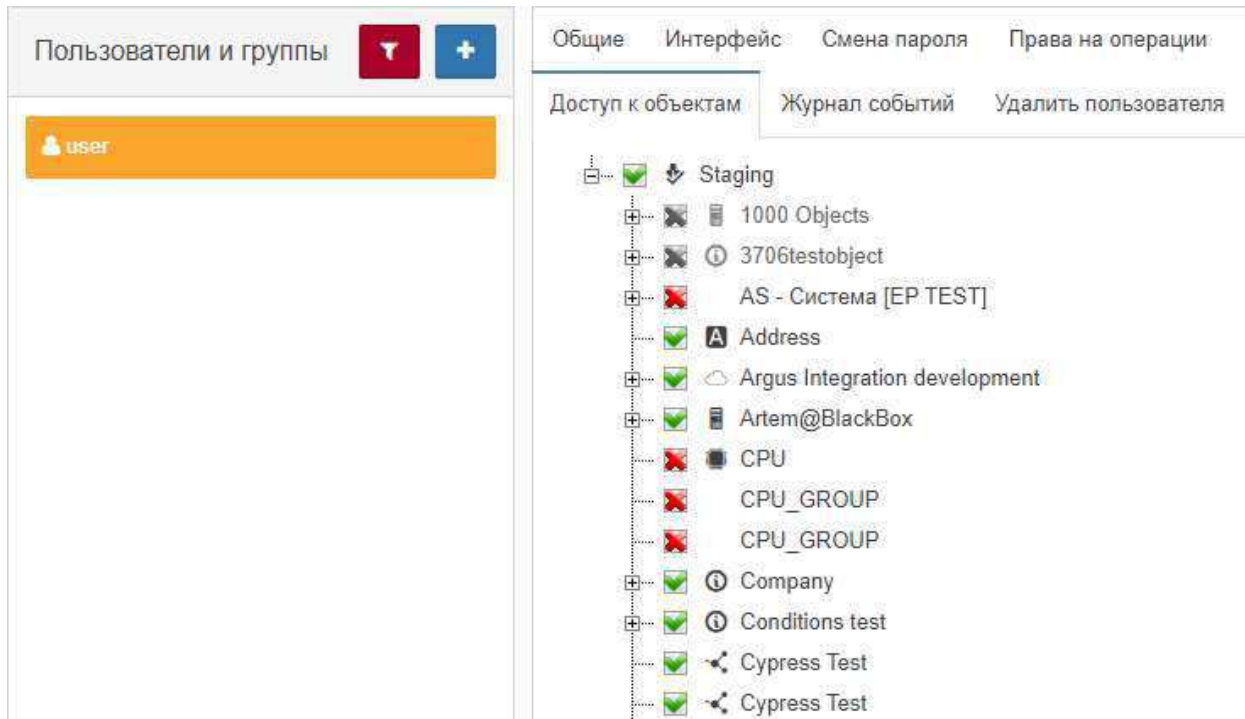 Пользователи и группы
user
Общие Интерфейс Смена пароля Права на операции
Доступ к объектам Журнал событий Удалить пользователя
Staging
1000 Objects
3706testobject
AS - Система [EP TEST]
Address
Argus Integration development
Artem@BlackBox
CPU
CPU_GROUP
CPU_GROUP
Company
Conditions test
Cypress Test
Cypress Test